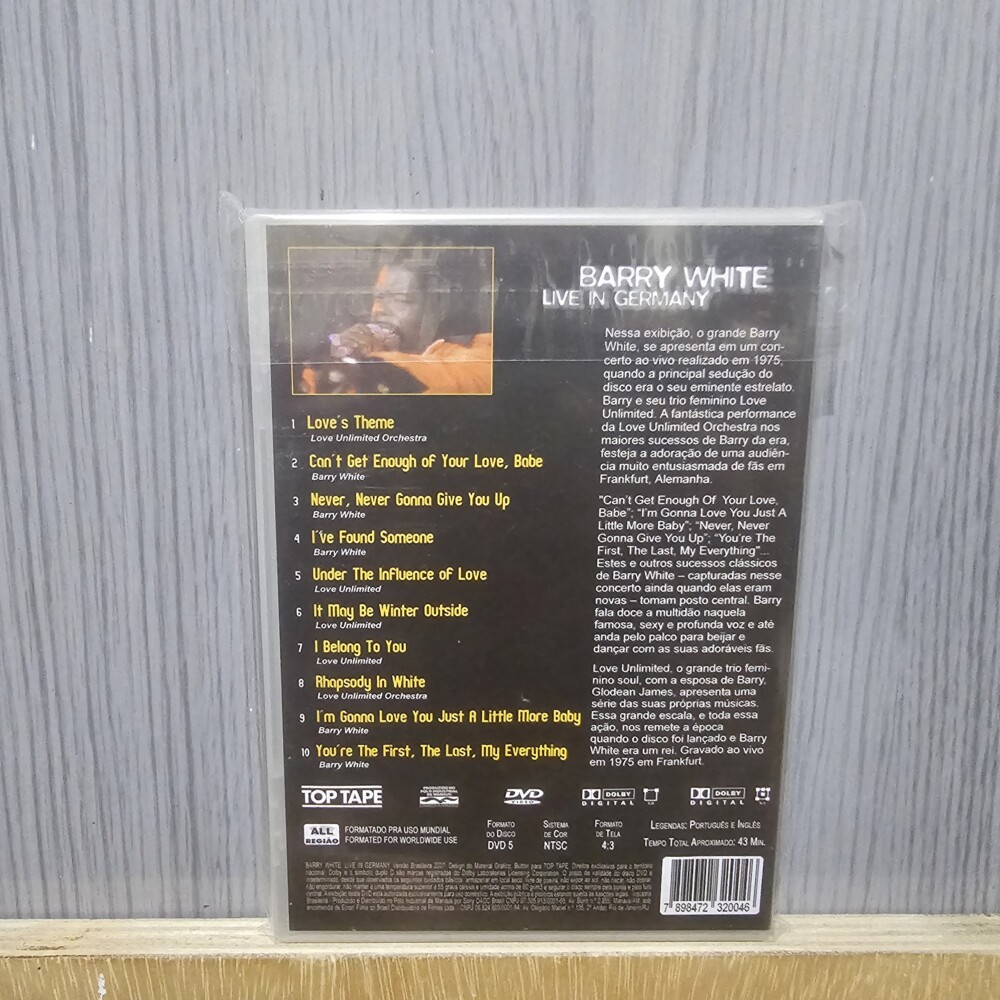 BARRY WHITE
LIVE IN GERMANY
1 Love's Theme
Love Unlimited Orchestra
2 Can't Get Enough of Your Love, Babe
Barry White
3 Never, Never Gonna Give You Up
Barry White
4 I've Found Someone
Barry White
5 Under The Influence of Love
Love Unlimited
6 It May Be Winter Outside
Love Unlimited
7 I Belong To You
Love Unlimited
8 Rhapsody In White
Love Unlimited Orchestra
9 I'm Gonna Love You Just A Little More Baby
Barry White
10 You're The First, The Last, My Everything
Barry White
Nessa exibição, o grande Barry
White, se apresenta em um con-
certo ao vivo realizado em 1975,
quando a principal sedução do
disco era o seu eminente estrelato.
Barry e seu trio feminino Love
Unlimited. A fantástica performance
da Love Unlimited Orchestra nos
maiores sucessos de Barry da era,
festeja a adoração de uma audiên-
cia muito entusiasmada de fãs em
Frankfurt, Alemanha.
"Can't Get Enough Of Your Love,
Babe"; "I'm Gonna Love You Just A
Little More Baby"; "Never, Never
Gonna Give You Up"; "You're The
First, The Last, My Everything"...
Estes e outros sucessos clássicos
de Barry White – capturadas nesse
concerto ainda quando elas eram
novas – tomam posto central. Barry
fala doce a multidão naquela
famosa, sexy e profunda voz e até
anda pelo palco para beijar e
dançar com as suas adoráveis fãs.
Love Unlimited, o grande trio femi-
nino soul, com a esposa de Barry,
Glodean James, apresenta uma
série das suas próprias músicas.
Essa grande escala, e toda essa
ação, nos remete a época
quando o disco foi lançado e Barry
White era um rei. Gravado ao vivo
em 1975 em Frankfurt.
TOP TAPE
DVD
VIDEO
DOLBY
DIGITAL
DOLBY
DIGITAL
ALL
REGIÃO
FORMATADO PRA USO MUNDIAL
FORMATED FOR WORLDWIDE USE
FORMATO
DO DISCO
DVD 5
SISTEMA
DE COR
NTSC
FORMATO
DE TELA
4:3
LEGENDAS: PORTUGUÊS E INGLÊS
TEMPO TOTAL APROXIMADO: 43 MIN.
7 898472 320046